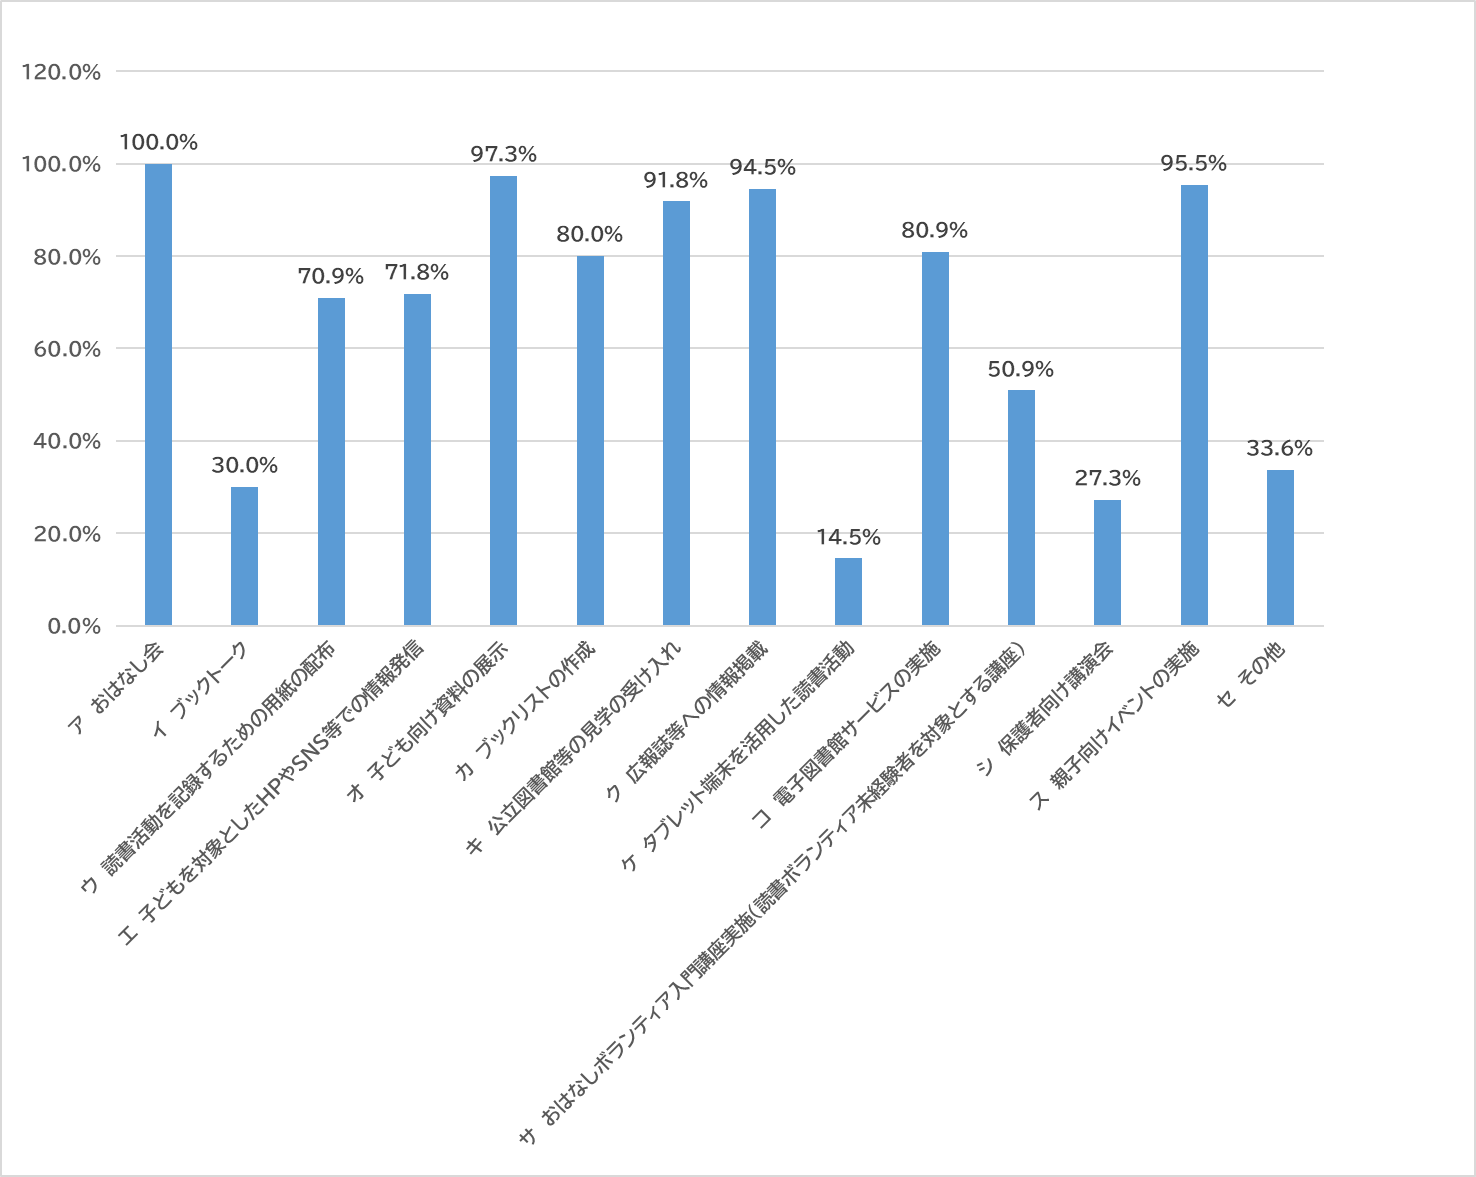 120.0%
100.0%
80.0%
60.0%
40.0%
20.0%
0.0%
100.0%
30.0%
70.9%
71.8%
97.3%
80.0%
91.8%
94.5%
14.5%
80.9%
50.9%
27.3%
95.5%
33.6%
ア おはなし会
イ ブックトーク
ウ 読書活動を記録するための用紙の配布
エ 子どもを対象としたHPやSNS等での情報発信
オ 子ども向け資料の展示
カ ブックリストの作成
キ 公立図書館等の見学の受け入れ
ク 広報誌等への情報掲載
ケ タブレット端末を活用した読書活動
コ 電子図書館サービスの実施
サ おはなしボランティア入門講座実施（読書ボランティア未経験者を対象とする講座）
シ 保護者向け講演会
ス 親子向けイベントの実施
セ その他